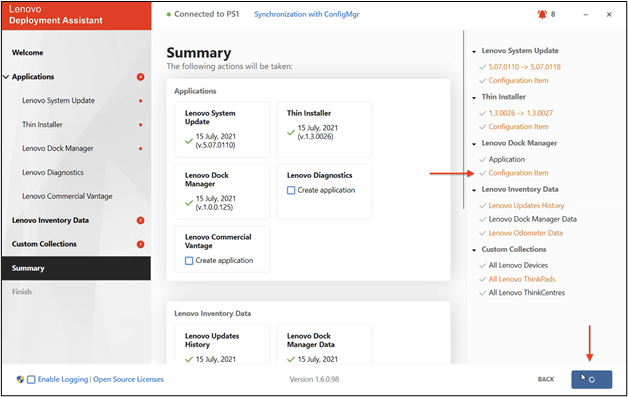 Lenovo
Deployment Assistant
Connected to PS1
Synchronization with ConfigMgr
8
Welcome
Applications 4
Lenovo System Update
Thin Installer
Lenovo Dock Manager
Lenovo Diagnostics
Lenovo Commercial Vantage
Lenovo Inventory Data 2
Custom Collections 1
Summary
Finish
Summary
The following actions will be taken:
Applications
Lenovo System
Update
15 July, 2021
(v.5.07.0110)
Thin Installer
15 July, 2021
(v.1.3.0026)
Lenovo Dock
Manager
15 July, 2021
(v.1.0.0.125)
Lenovo Diagnostics
Create application
Lenovo Commercial
Vantage
Create application
Lenovo Inventory Data
Lenovo Updates
History
15 July, 2021
Lenovo Dock
Manager Data
15 July, 2021
Lenovo System Update
5.07.0110 -> 5.07.0118
Configuration Item
Thin Installer
1.3.0026 -> 1.3.0027
Configuration Item
Lenovo Dock Manager
Application
Configuration Item
Lenovo Inventory Data
Lenovo Updates History
Lenovo Dock Manager Data
Lenovo Odometer Data
Custom Collections
All Lenovo Devices
All Lenovo ThinkPads
All Lenovo ThinkCentres
Enable Logging | Open Source Licenses
Version 1.6.0.98
BACK